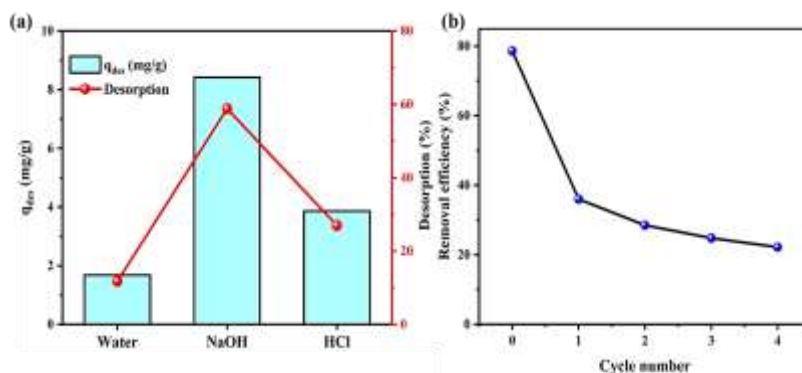 (a)
10
8
6
4
2
0
q_des (mg/g)
q_des (mg/g)
Desorption
80
60
40
20
0
Desorption (%)
Water NaOH HCl
(b)
80
60
40
20
0
Removal efficiency (%)
0 1 2 3 4
Cycle number